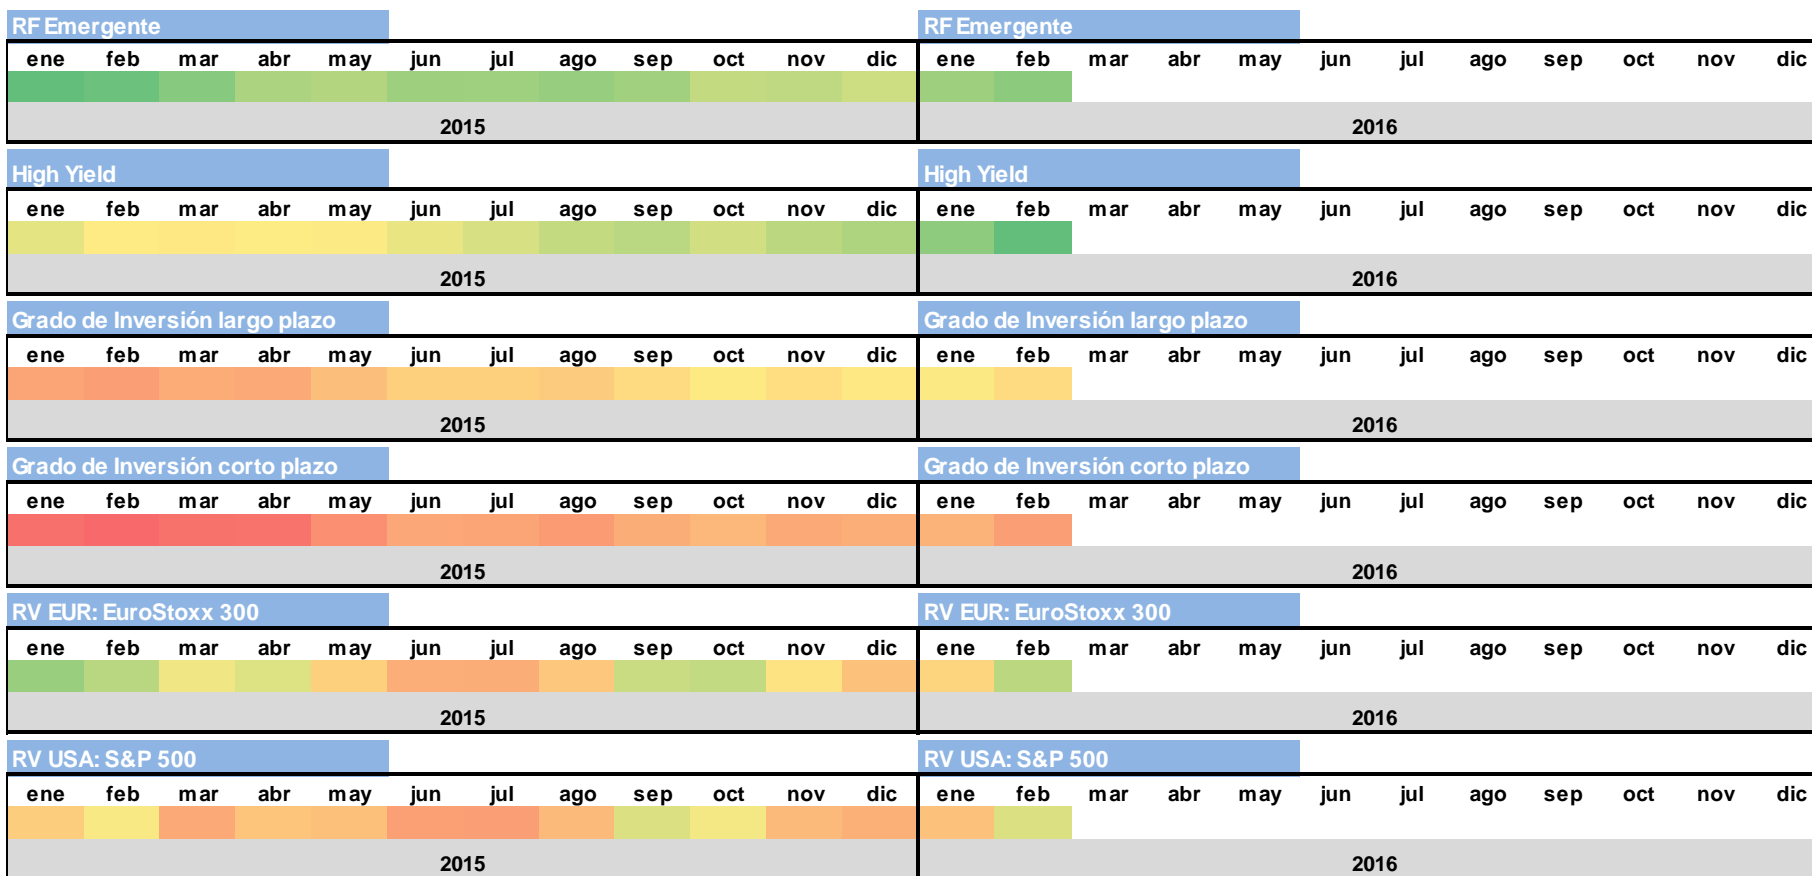 RF Emergente RF Emergente
ene feb mar abr may jun jul ago sep oct nov dic ene feb mar abr may jun jul ago sep oct nov dic
2015 2016
High Yield High Yield
ene feb mar abr may jun jul ago sep oct nov dic ene feb mar abr may jun jul ago sep oct nov dic
2015 2016
Grado de Inversión largo plazo Grado de Inversión largo plazo
ene feb mar abr may jun jul ago sep oct nov dic ene feb mar abr may jun jul ago sep oct nov dic
2015 2016
Grado de Inversión corto plazo Grado de Inversión corto plazo
ene feb mar abr may jun jul ago sep oct nov dic ene feb mar abr may jun jul ago sep oct nov dic
2015 2016
RV EUR: EuroStoxx 300 RV EUR: EuroStoxx 300
ene feb mar abr may jun jul ago sep oct nov dic ene feb mar abr may jun jul ago sep oct nov dic
2015 2016
RV USA: S&P 500 RV USA: S&P 500
ene feb mar abr may jun jul ago sep oct nov dic ene feb mar abr may jun jul ago sep oct nov dic
2015 2016